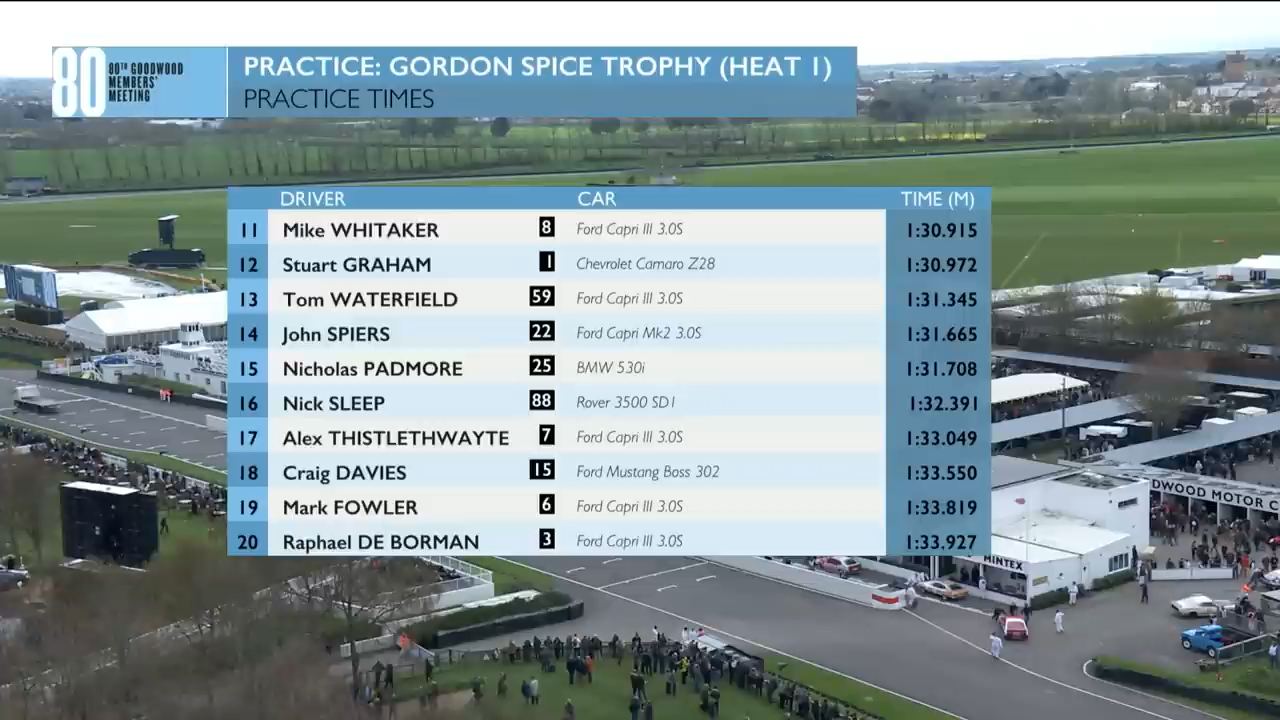 80
80TH GOODWOOD
MEMBERS'
MEETING
PRACTICE: GORDON SPICE TROPHY (HEAT 1)
PRACTICE TIMES
DRIVER CAR TIME (M)
11 Mike WHITAKER 8 Ford Capri III 3.0S 1:30.915
12 Stuart GRAHAM 1 Chevrolet Camaro Z28 1:30.972
13 Tom WATERFIELD 59 Ford Capri III 3.0S 1:31.345
14 John SPIERS 22 Ford Capri Mk2 3.0S 1:31.665
15 Nicholas PADMORE 25 BMW 530i 1:31.708
16 Nick SLEEP 88 Rover 3500 SD1 1:32.391
17 Alex THISTLETHWAYTE 7 Ford Capri III 3.0S 1:33.049
18 Craig DAVIES 15 Ford Mustang Boss 302 1:33.550
19 Mark FOWLER 6 Ford Capri III 3.0S 1:33.819
20 Raphael DE BORMAN 3 Ford Capri III 3.0S 1:33.927
DWOOD MOTOR C
MINTEX